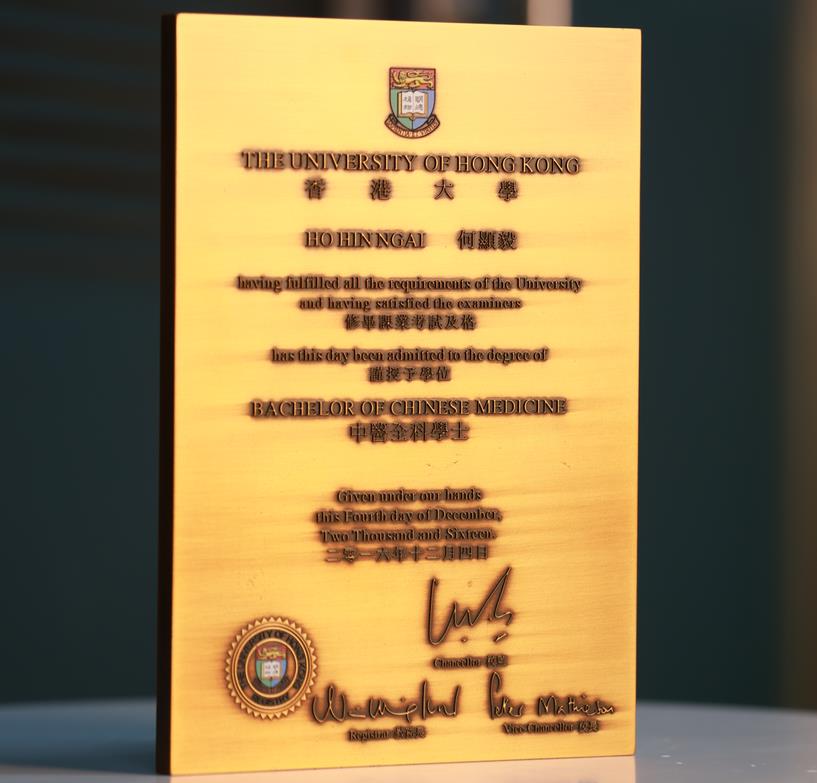 THE UNIVERSITY OF HONG KONG
香港大學
HO HIN NGAI 何顯毅
having fulfilled all the requirements of the University
and having satisfied the examiners
修畢課業考試及格
has this day been admitted to the degree of
謹授予學位
BACHELOR OF CHINESE MEDICINE
中醫全科學士
Given under our hands
this Fourth day of December,
Two Thousand and Sixteen.
二零一六年十二月四日
Chancellor 校監
Peter Mathieson
Registrar
Vice-Chancellor 校長